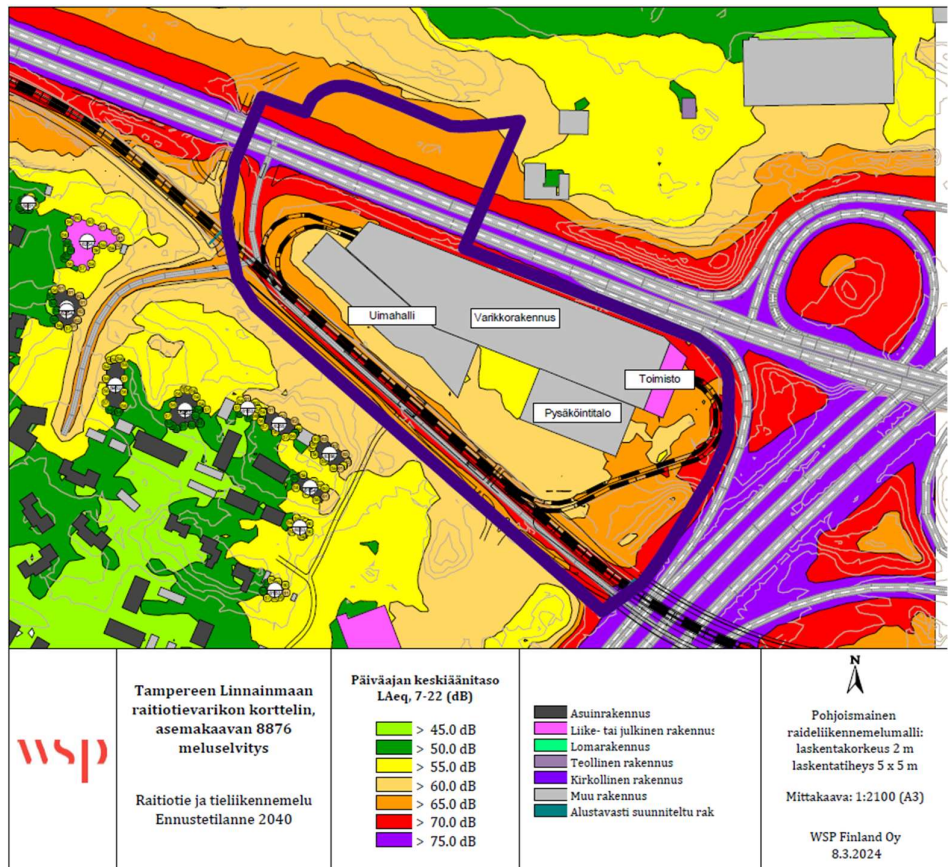 Uimahalli
Varikkorakennus
Toimisto
Pysäköintitalo
wsp
Tampereen Linnainmaan
raitiotievarikon korttelin,
asemakaavan 8876
meluselvitys
Raitiotie ja tieliikennemelu
Ennustetilanne 2040
Päiväajan keskiäänitaso
LAeq, 7-22 (dB)
> 45.0 dB
> 50.0 dB
> 55.0 dB
> 60.0 dB
> 65.0 dB
> 70.0 dB
> 75.0 dB
Asuinrakennus
Liike- tai julkinen rakennus
Lomarakennus
Teollinen rakennus
Kirkollinen rakennus
Muu rakennus
Alustavasti suunniteltu rak
N
Pohjoismainen
raideliikennemelumalli:
laskentakorkeus 2 m
laskentatiheys 5 x 5 m
Mittakaava: 1:2100 (A3)
WSP Finland Oy
8.3.2024